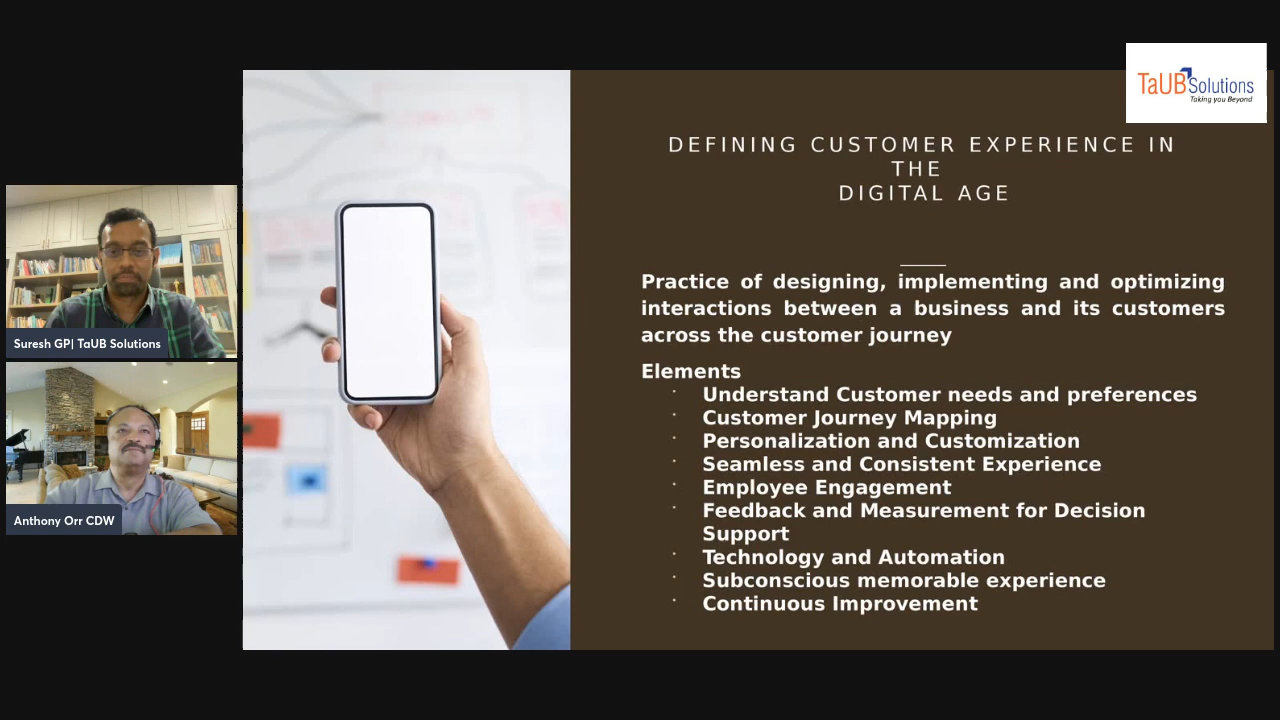 TaUB Solutions
Taking you Beyond
DEFINING CUSTOMER EXPERIENCE IN
THE
DIGITAL AGE
Practice of designing, implementing and optimizing
interactions between a business and its customers
across the customer journey
Elements
Understand Customer needs and preferences
Customer Journey Mapping
Personalization and Customization
Seamless and Consistent Experience
Employee Engagement
Feedback and Measurement for Decision
Support
Technology and Automation
Subconscious memorable experience
Continuous Improvement
Suresh GP| TaUB Solutions
Anthony Orr CDW